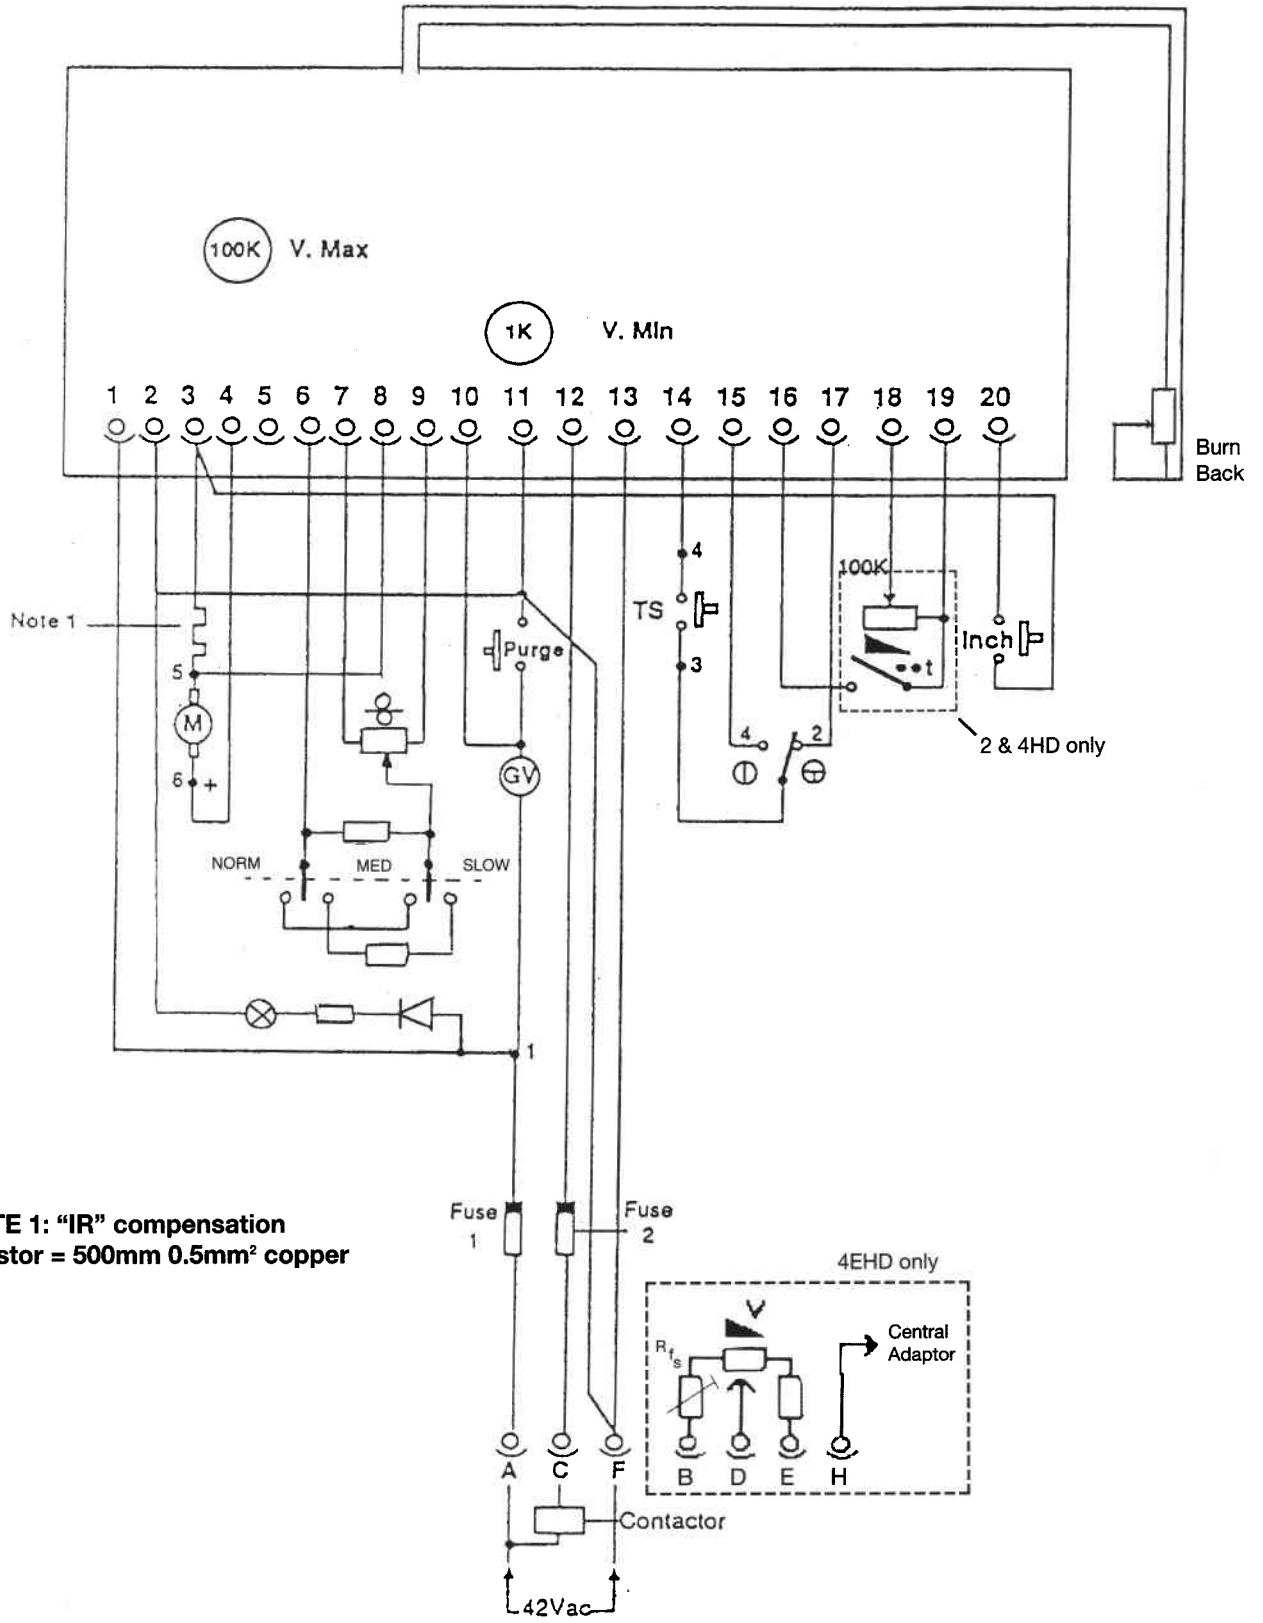 100K V. Max
1K V. Min
1 2 3 4 5 6 7 8 9 10 11 12 13 14 15 16 17 18 19 20
Burn
Back
4
100K
TS
Note 1
Purge
Inch
t
3
5
M
4 2
2 & 4HD only
6 +
GV
NORM MED SLOW
1
Fuse
1
Fuse
2
TE 1: “IR” compensation
stor = 500mm 0.5mm² copper
4EHD only
V
Central
Adaptor
Rfs
A C F B D E H
Contactor
42Vac